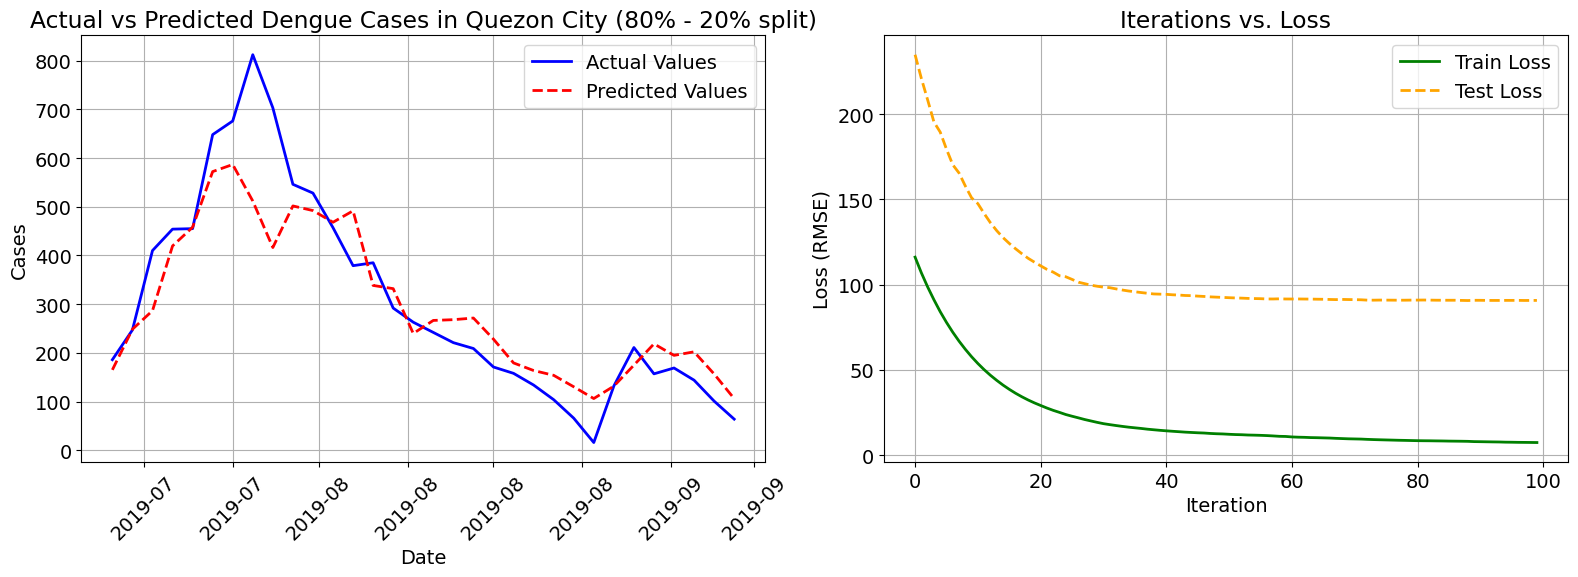 Actual vs Predicted Dengue Cases in Quezon City (80% - 20% split)
Actual Values
Predicted Values
800
700
600
500
400
300
200
100
0
Cases
2019-07
2019-07
2019-08
2019-08
2019-08
2019-08
2019-09
2019-09
Date
Iterations vs. Loss
Train Loss
Test Loss
200
150
100
50
0
Loss (RMSE)
0
20
40
60
80
100
Iteration